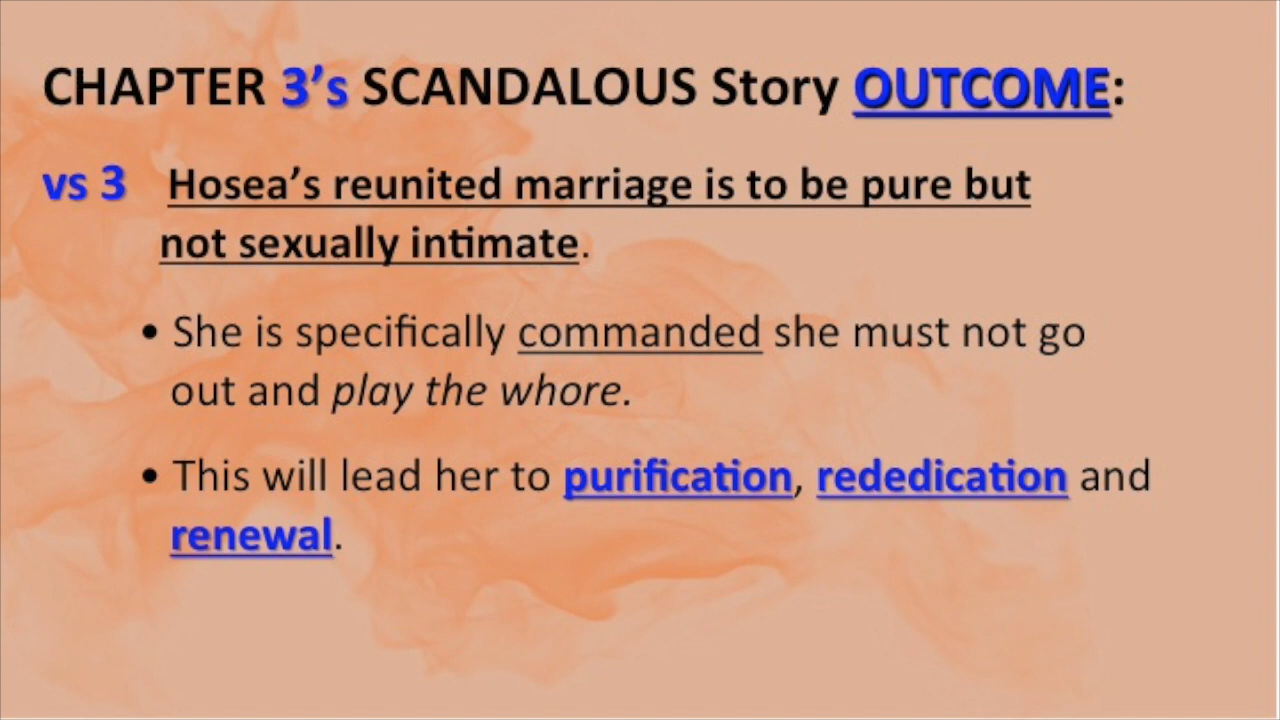 CHAPTER 3’s SCANDALOUS Story OUTCOME:
vs 3 Hosea’s reunited marriage is to be pure but
not sexually intimate.
• She is specifically commanded she must not go
out and play the whore.
• This will lead her to purification, rededication and
renewal.